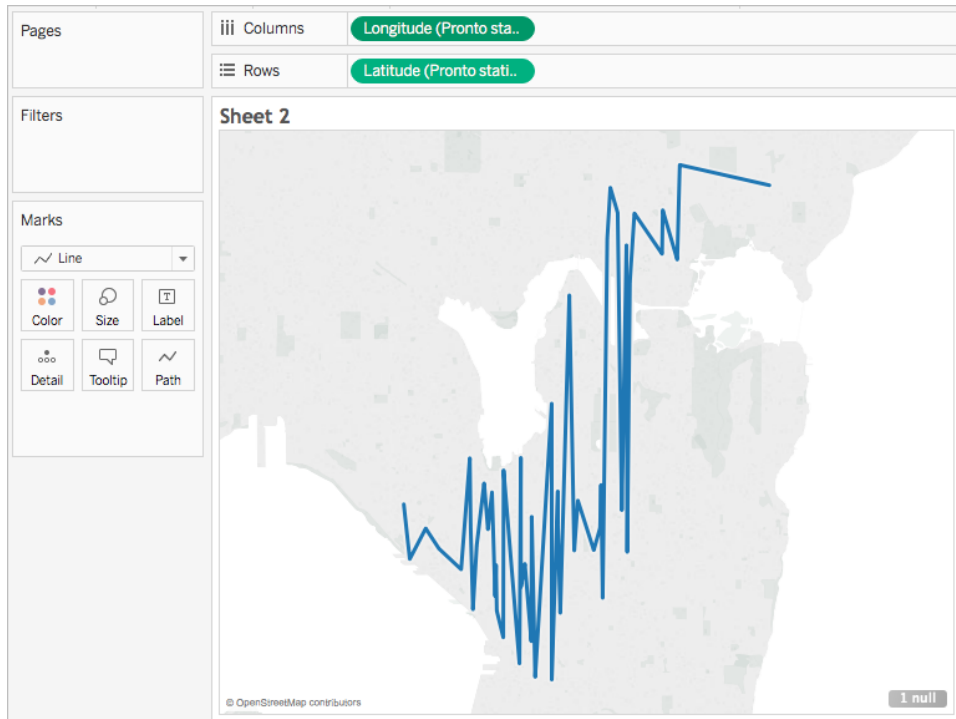 Pages
Columns
Longitude (Pronto sta..
Rows
Latitude (Pronto stati..
Filters
Sheet 2
Marks
Line
Color
Size
T
Label
Detail
Tooltip
Path
© OpenStreetMap contributors
1 null